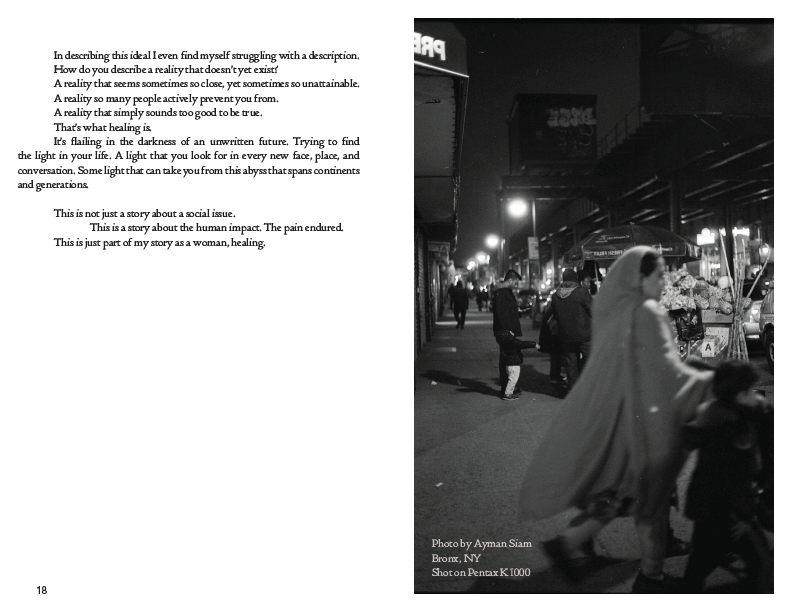 In describing this ideal I even find myself struggling with a description.
How do you describe a reality that doesn't yet exist?
A reality that seems sometimes so close, yet sometimes so unattainable.
A reality so many people actively prevent you from.
A reality that simply sounds too good to be true.
That's what healing is.
It's flailing in the darkness of an unwritten future. Trying to find
the light in your life. A light that you look for in every new face, place, and
conversation. Some light that can take you from this abyss that spans continents
and generations.
This is not just a story about a social issue.
This is a story about the human impact. The pain endured.
This is just part of my story as a woman, healing.
18
PRE
A
Photo by Ayman Siam
Bronx, NY
Shot on Pentax K1000